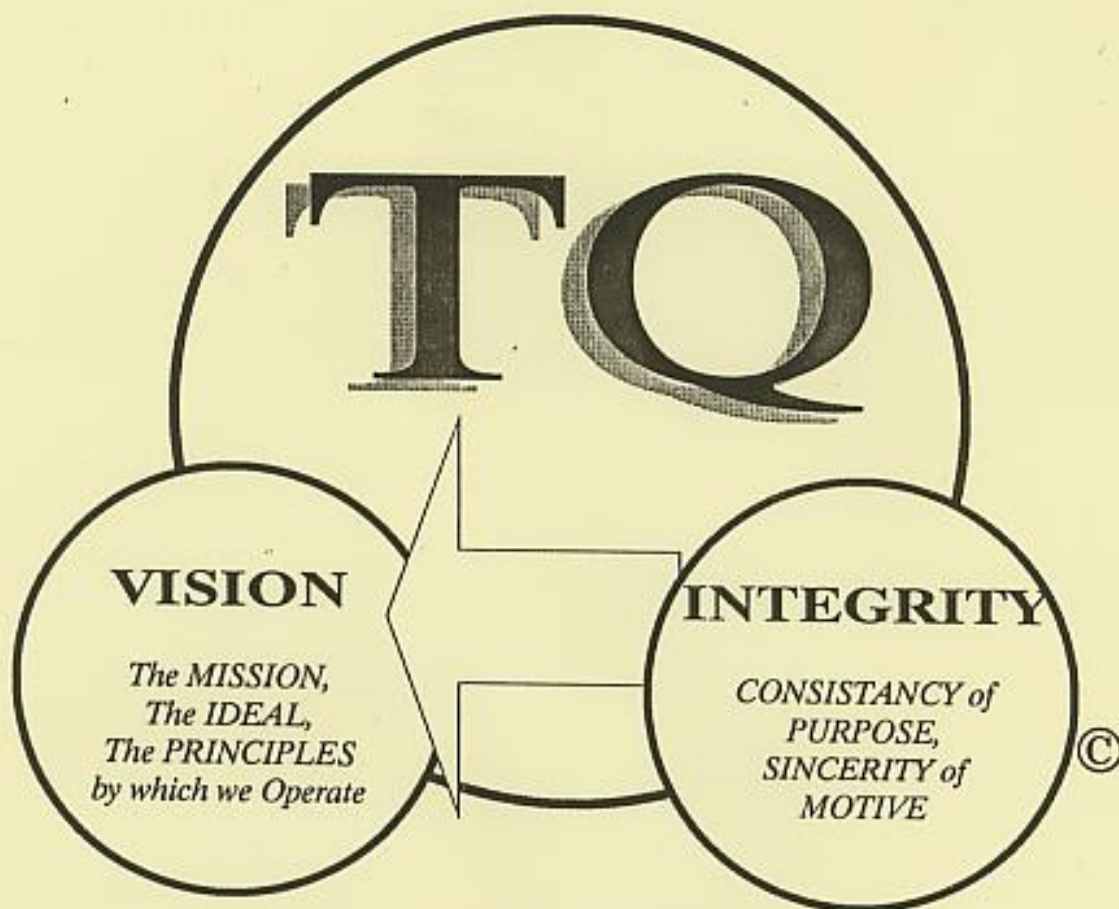 TQ
VISION
The MISSION,
The IDEAL,
The PRINCIPLES
by which we Operate
INTEGRITY
CONSISTANCY of
PURPOSE,
SINCERITY of
MOTIVE
©